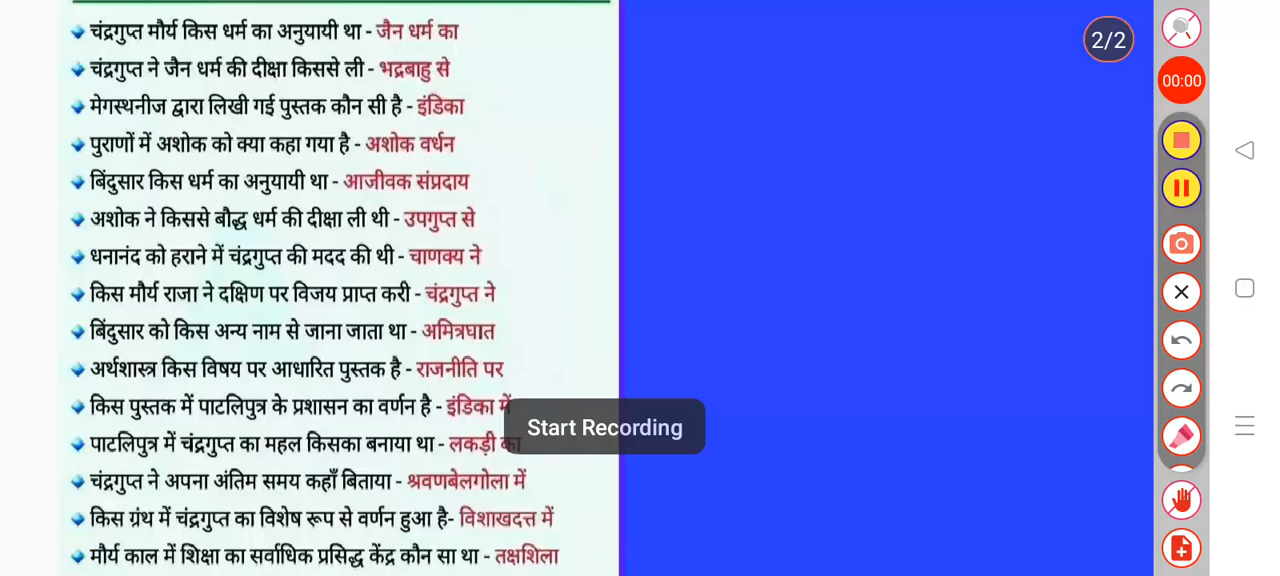 चंद्रगुप्त मौर्य किस धर्म का अनुयायी था - जैन धर्म का
चंद्रगुप्त ने जैन धर्म की दीक्षा किससे ली - भद्रबाहु से
मेगस्थनीज द्वारा लिखी गई पुस्तक कौन सी है - इंडिका
पुराणों में अशोक को क्या कहा गया है - अशोक वर्धन
बिंदुसार किस धर्म का अनुयायी था - आजीवक संप्रदाय
अशोक ने किससे बौद्ध धर्म की दीक्षा ली थी - उपगुप्त से
धनानंद को हराने में चंद्रगुप्त की मदद की थी - चाणक्य ने
किस मौर्य राजा ने दक्षिण पर विजय प्राप्त करी - चंद्रगुप्त ने
बिंदुसार को किस अन्य नाम से जाना जाता था - अमित्रघात
अर्थशास्त्र किस विषय पर आधारित पुस्तक है - राजनीति पर
किस पुस्तक में पाटलिपुत्र के प्रशासन का वर्णन है - इंडिका में
पाटलिपुत्र में चंद्रगुप्त का महल किसका बनाया था - लकड़ी का
चंद्रगुप्त ने अपना अंतिम समय कहाँ बिताया - श्रवणबेलगोला में
किस ग्रंथ में चंद्रगुप्त का विशेष रूप से वर्णन हुआ है- विशाखदत्त में
मौर्य काल में शिक्षा का सर्वाधिक प्रसिद्ध केंद्र कौन सा था - तक्षशिला
Start Recording
2/2
00:00